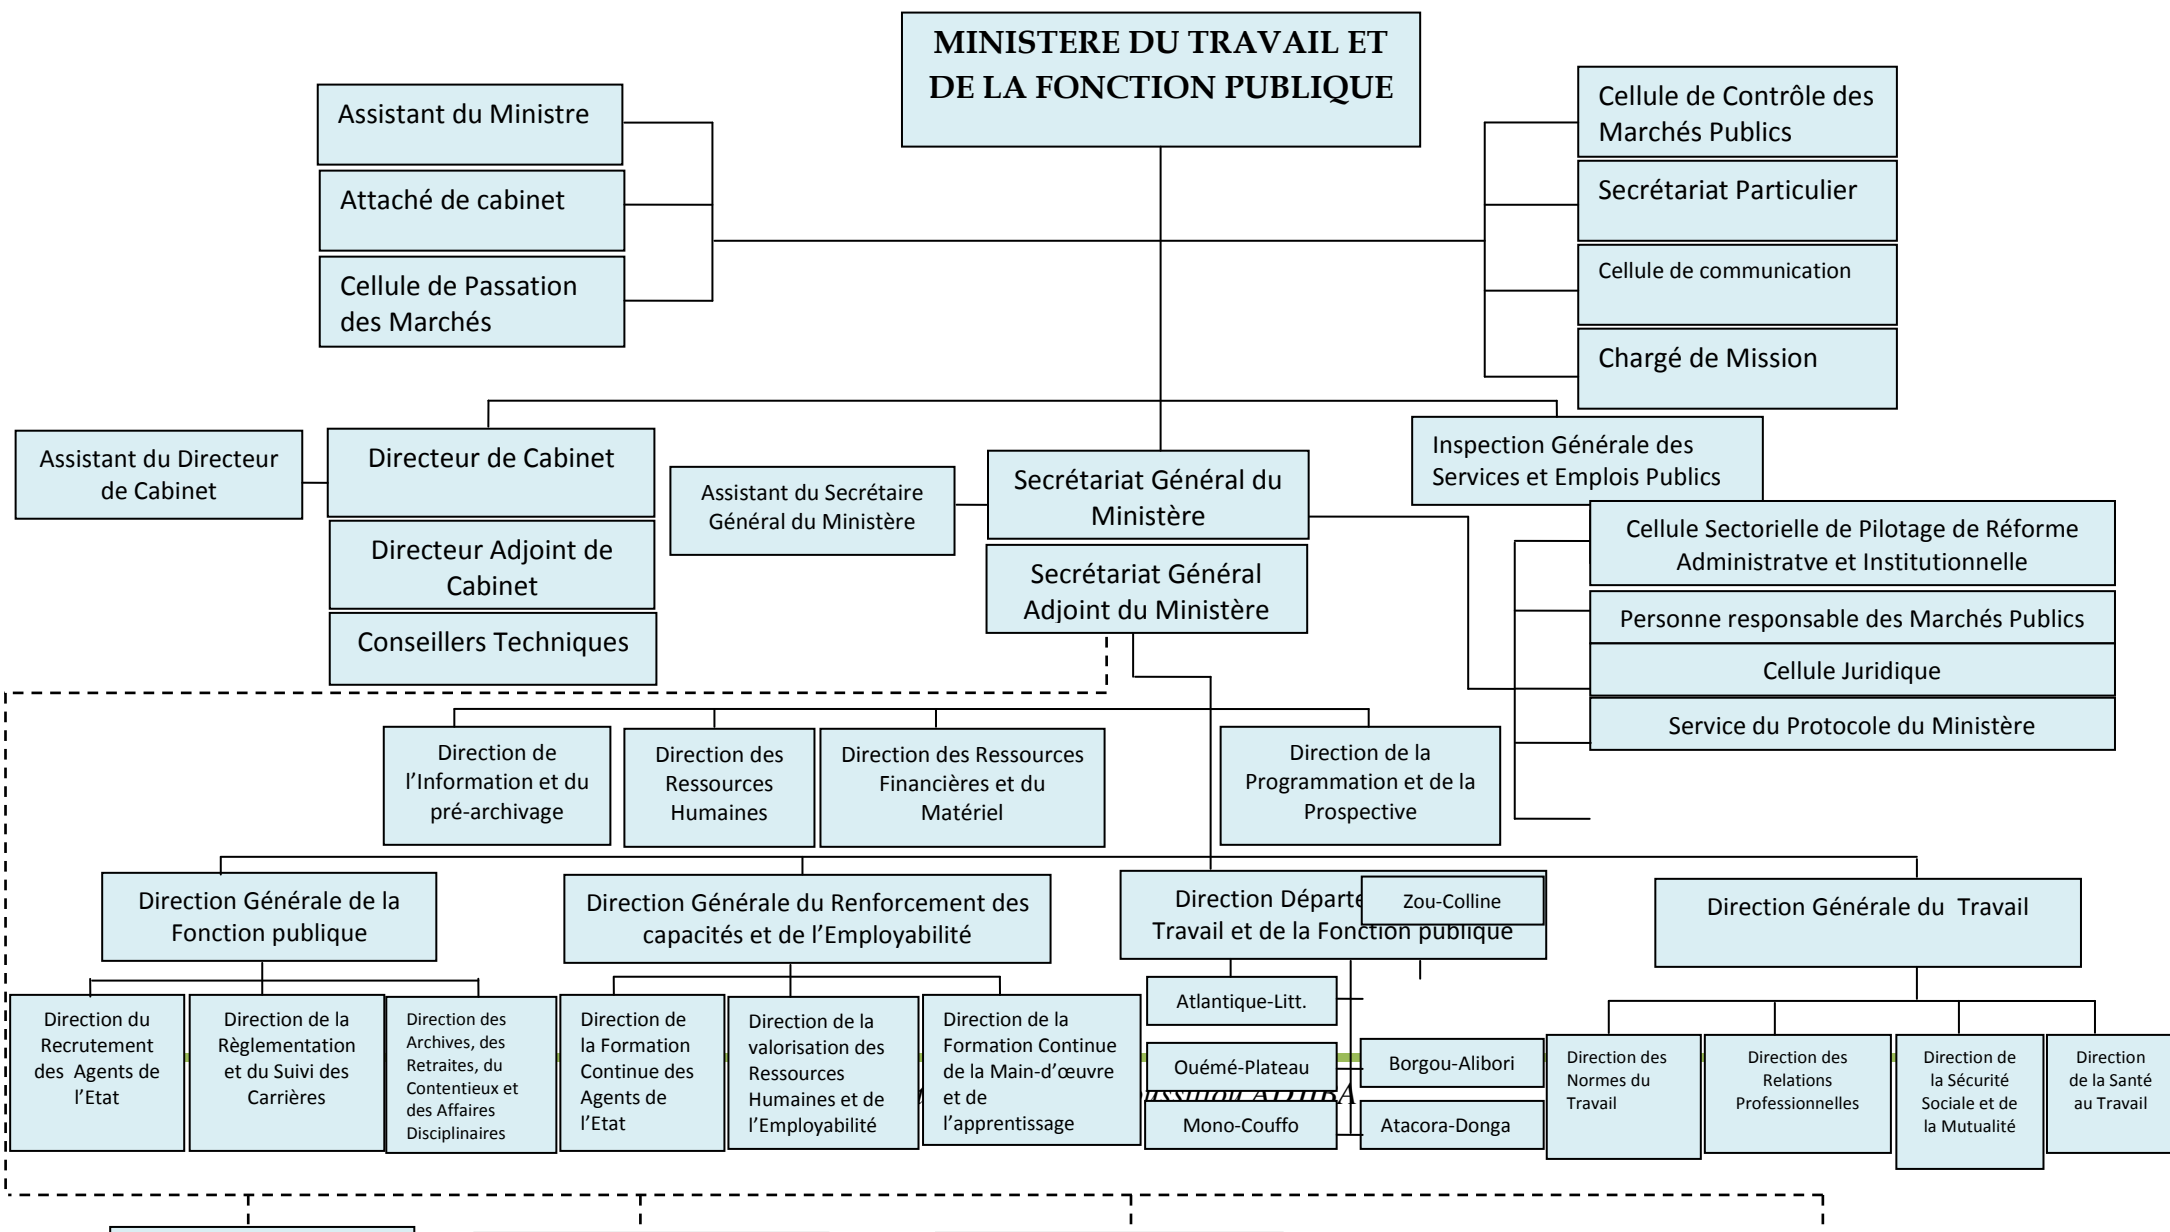 MINISTERE DU TRAVAIL ET
DE LA FONCTION PUBLIQUE
Assistant du Ministre
Attaché de cabinet
Cellule de Passation
des Marchés
Cellule de Contrôle des
Marchés Publics
Secrétariat Particulier
Cellule de communication
Chargé de Mission
Assistant du Directeur
de Cabinet
Directeur de Cabinet
Directeur Adjoint de
Cabinet
Conseillers Techniques
Assistant du Secrétaire
Général du Ministère
Secrétariat Général du
Ministère
Secrétariat Général
Adjoint du Ministère
Inspection Générale des
Services et Emplois Publics
Cellule Sectorielle de Pilotage de Réforme
Administratve et Institutionnelle
Personne responsable des Marchés Publics
Cellule Juridique
Service du Protocole du Ministère
Direction de
l'Information et du
pré-archivage
Direction des
Ressources
Humaines
Direction des Ressources
Financières et du
Matériel
Direction de la
Programmation et de la
Prospective
Direction Générale de la
Fonction publique
Direction Générale du Renforcement des
capacités et de l'Employabilité
Direction Départe
Travail et de la Fonction publique
Zou-Colline
Direction Générale du Travail
Direction du
Recrutement
des Agents de
l'Etat
Direction de la
Règlementation
et du Suivi des
Carrières
Direction des
Archives, des
Retraites, du
Contentieux et
des Affaires
Disciplinaires
Direction de
la Formation
Continue des
Agents de
l'Etat
Direction de la
valorisation des
Ressources
Humaines et de
l'Employabilité
Direction de la
Formation Continue
de la Main-d'œuvre
et de
l'apprentissage
Atlantique-Litt.
Ouémé-Plateau
Borgou-Alibori
Mono-Couffo
Atacora-Donga
Direction des
Normes du
Travail
Direction des
Relations
Professionnelles
Direction de
la Sécurité
Sociale et de
la Mutualité
Direction
de la Santé
au Travail